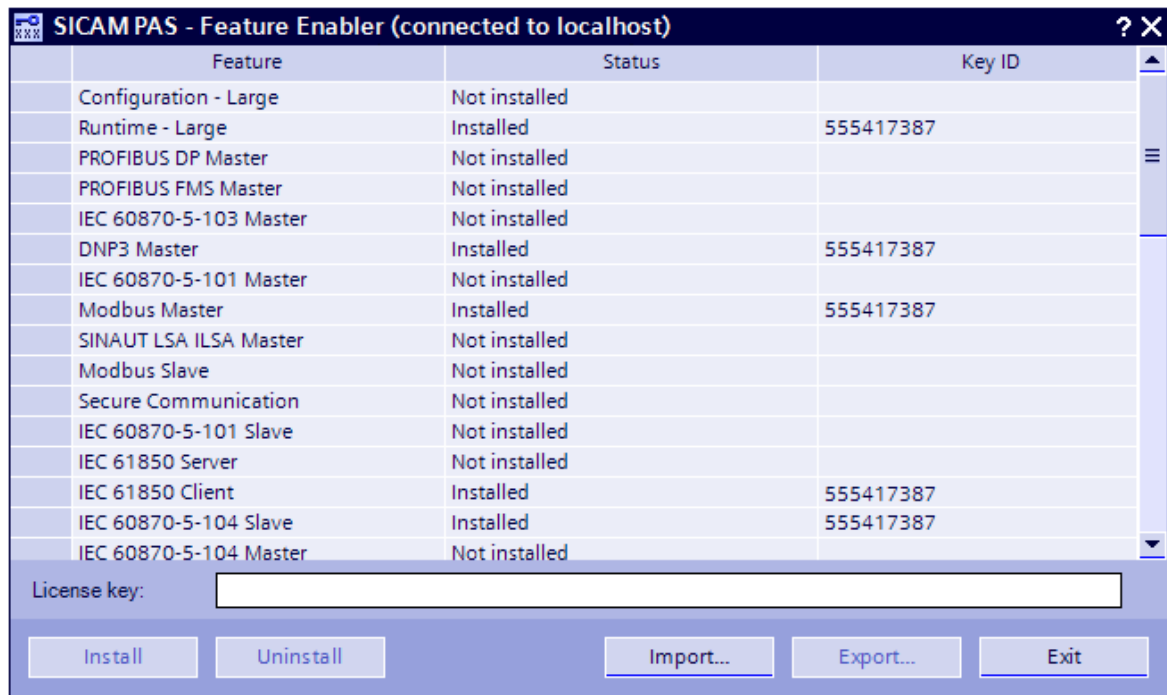 SICAM PAS - Feature Enabler (connected to localhost) ?
Feature Status Key ID
Configuration - Large Not installed
Runtime - Large Installed 555417387
PROFIBUS DP Master Not installed
PROFIBUS FMS Master Not installed
IEC 60870-5-103 Master Not installed
DNP3 Master Installed 555417387
IEC 60870-5-101 Master Not installed
Modbus Master Installed 555417387
SINAUT LSA ILSA Master Not installed
Modbus Slave Not installed
Secure Communication Not installed
IEC 60870-5-101 Slave Not installed
IEC 61850 Server Not installed
IEC 61850 Client Installed 555417387
IEC 60870-5-104 Slave Installed 555417387
IEC 60870-5-104 Master Not installed
License key:
Install Uninstall Import... Export... Exit